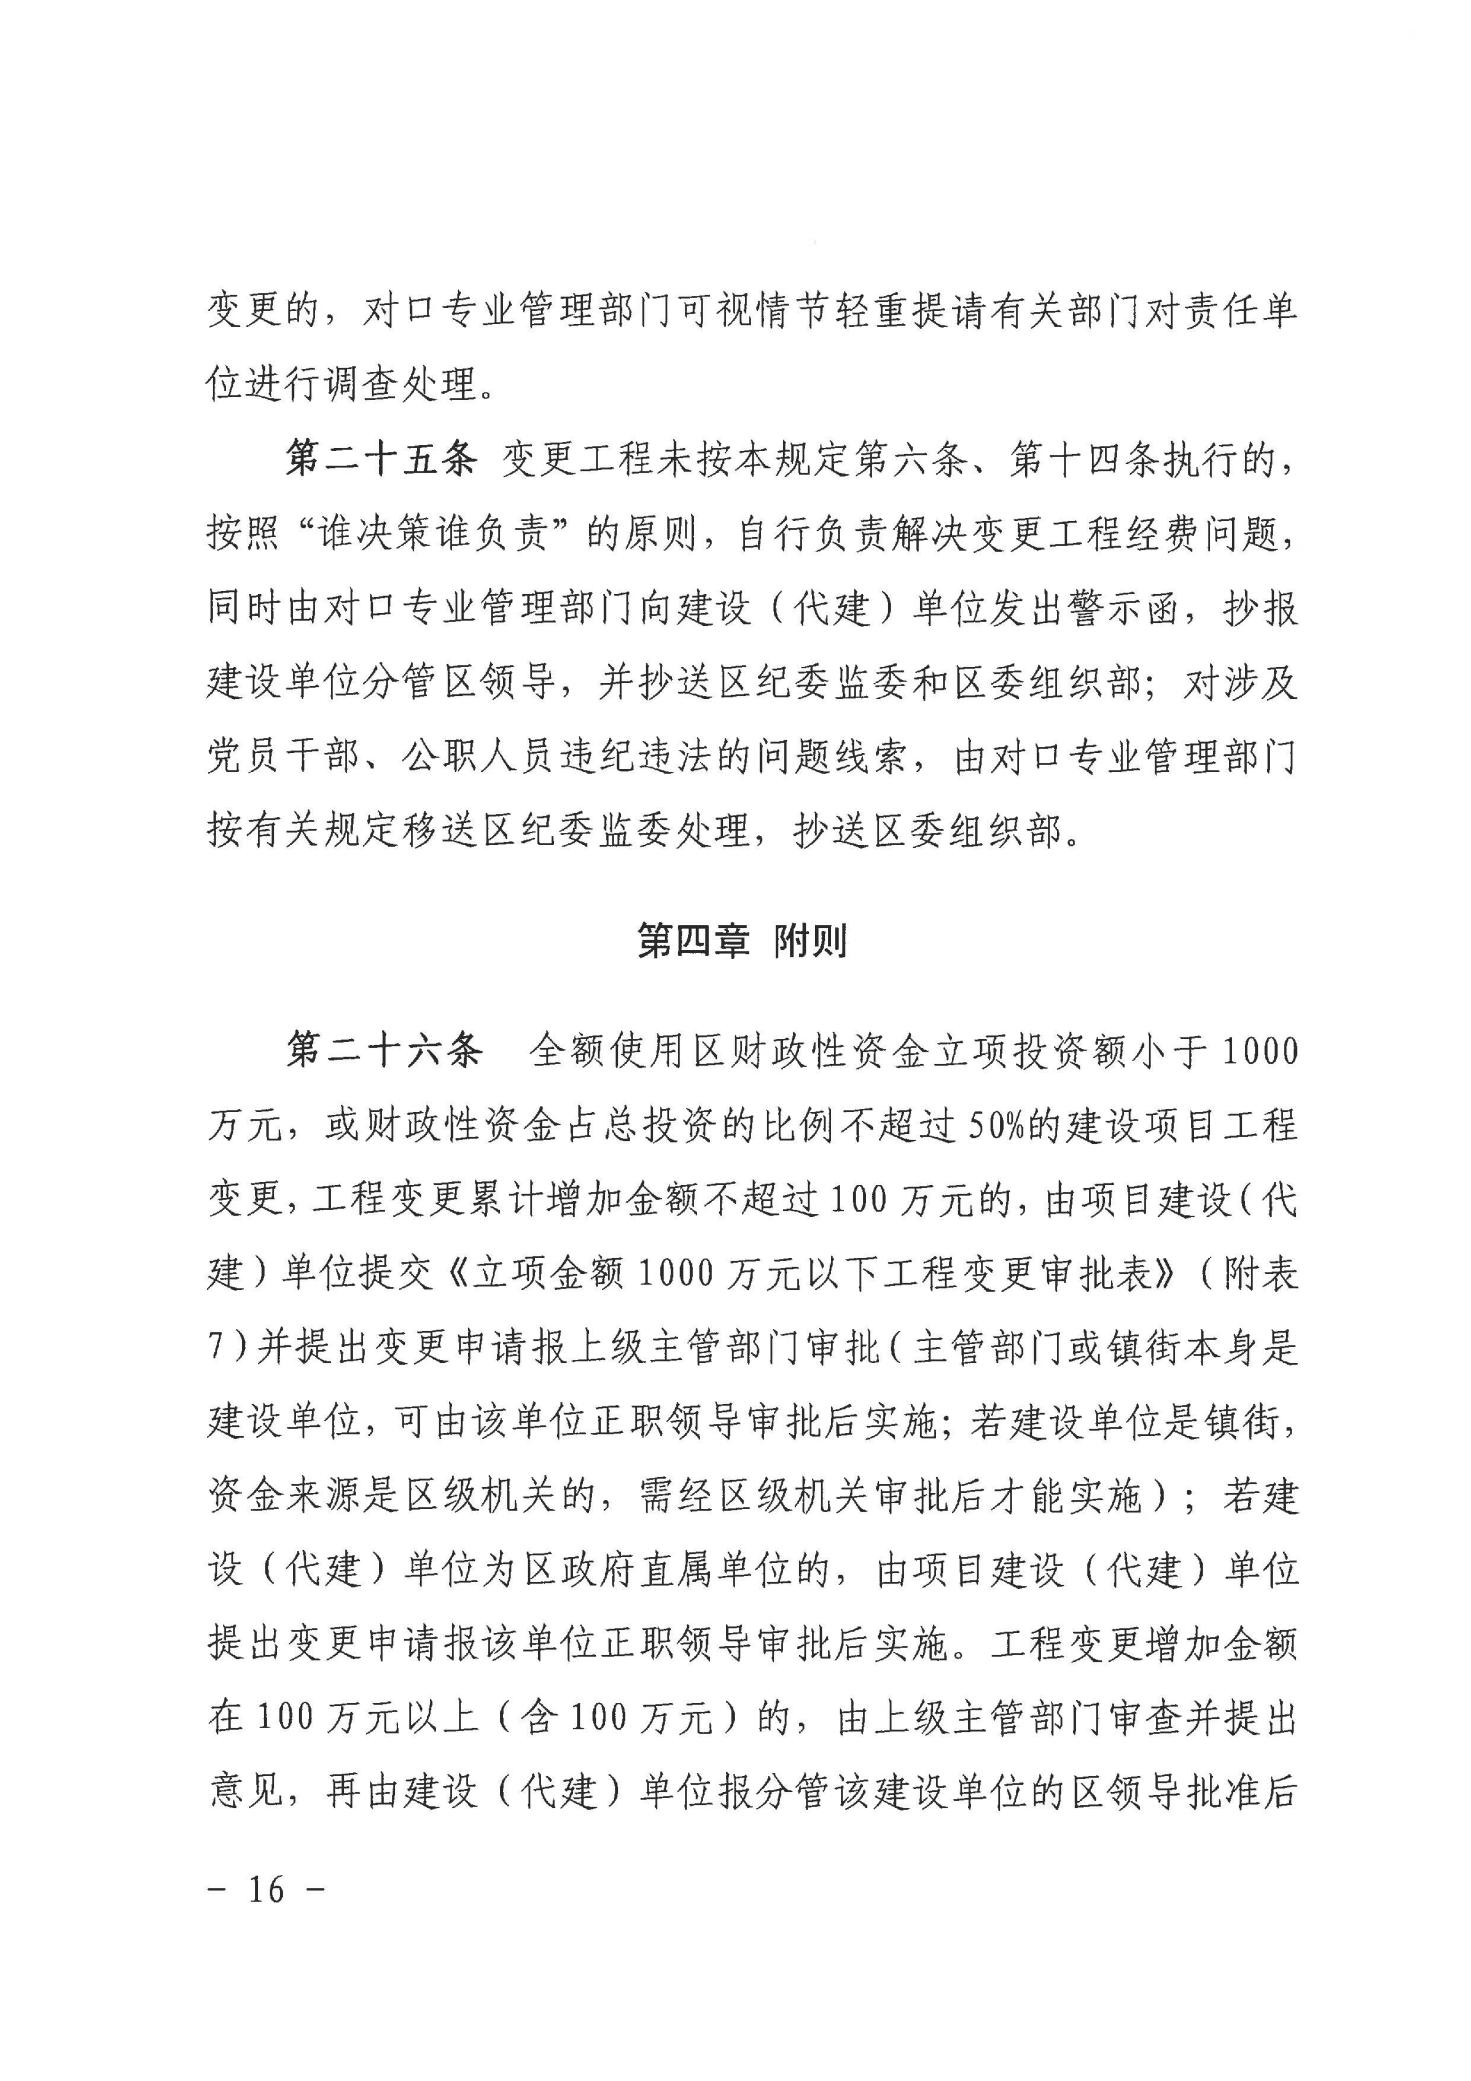 变更的，对口专业管理部门可视情节轻重提请有关部门对责任单
位进行调查处理。
第二十五条 变更工程未按本规定第六条、第十四条执行的，
按照“谁决策谁负责”的原则，自行负责解决变更工程经费问题，
同时由对口专业管理部门向建设（代建）单位发出警示函，抄报
建设单位分管区领导，并抄送区纪委监委和区委组织部；对涉及
党员干部、公职人员违纪违法的问题线索，由对口专业管理部门
按有关规定移送区纪委监委处理，抄送区委组织部。
第四章 附则
第二十六条 全额使用区财政性资金立项投资额小于1000
万元，或财政性资金占总投资的比例不超过50%的建设项目工程
变更，工程变更累计增加金额不超过100万元的，由项目建设（代
建）单位提交《立项金额1000万元以下工程变更审批表》（附表
7）并提出变更申请报上级主管部门审批（主管部门或镇街本身是
建设单位，可由该单位正职领导审批后实施；若建设单位是镇街，
资金来源是区级机关的，需经区级机关审批后才能实施）；若建
设（代建）单位为区政府直属单位的，由项目建设（代建）单位
提出变更申请报该单位正职领导审批后实施。工程变更增加金额
在100万元以上（含100万元）的，由上级主管部门审查并提出
意见，再由建设（代建）单位报分管该建设单位的区领导批准后
- 16 -